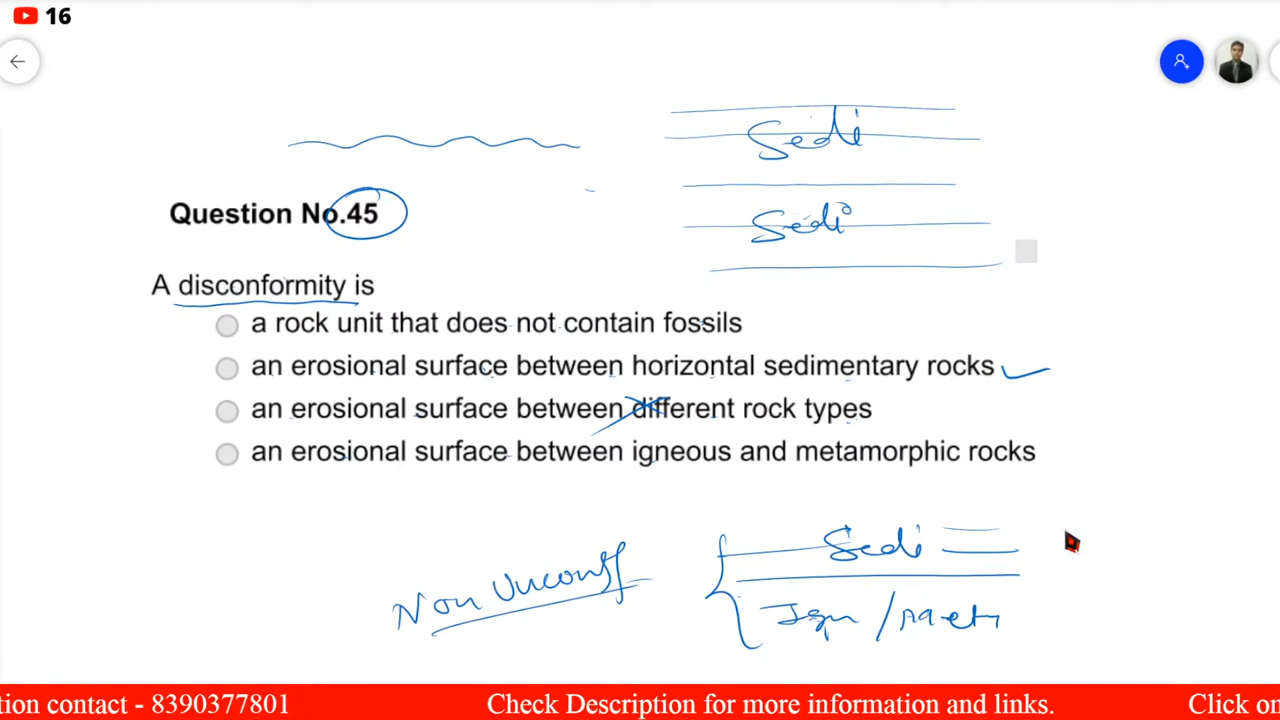 16
Sedi
Sedi
Question No.45
A disconformity is
a rock unit that does not contain fossils
an erosional surface between horizontal sedimentary rocks
an erosional surface between different rock types
an erosional surface between igneous and metamorphic rocks
Sedi
Non Unconf
Ign / Met
tion contact - 8390377801 Check Description for more information and links. Click on